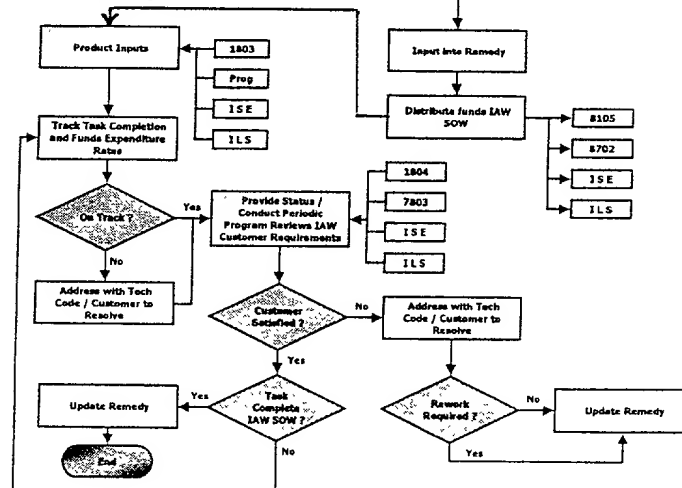 Product Inputs
1803
Prog
ISE
ILS
Input into Remedy
Distribute funds IAW
SOW
8105
8702
ISE
ILS
Track Task Completion
and Funds Expenditure
Rates
On Track ?
Yes
No
Provide Status /
Conduct Periodic
Program Reviews IAW
Customer Requirements
1804
7803
ISE
ILS
Address with Tech
Code / Customer to
Resolve
Customer
Satisfied ?
No
Yes
Address with Tech
Code / Customer to
Resolve
Update Remedy
Yes
Task
Complete
IAW SOW ?
No
Rework
Required ?
No
Yes
Update Remedy
End